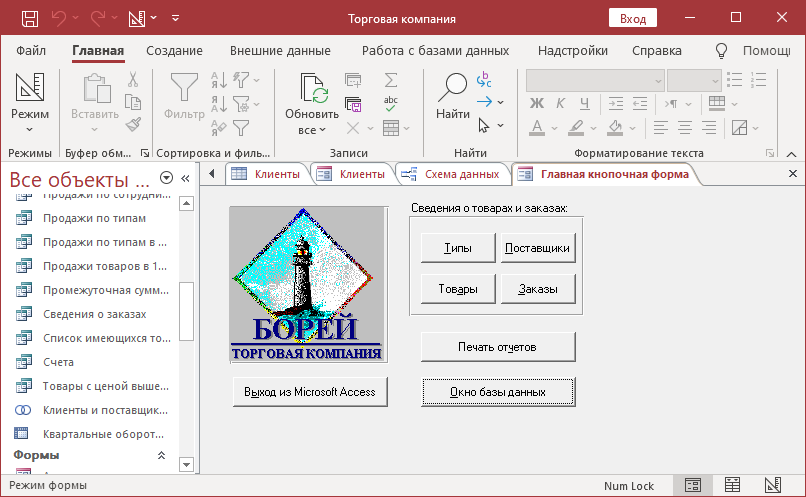 Торговая компания
Вход
Файл Главная Создание Внешние данные Работа с базами данных Надстройки Справка Помощь
Режим
Вставить
Фильтр
Обновить
все
abc
Найти
b
c
Ж К Ч
А
Режимы Буфер обм... Сортировка и филь... Записи Найти Форматирование текста
Все объекты ...
Клиенты Клиенты Схема данных Главная кнопочная форма
Продажи по сотрудни...
Продажи по типам
Продажи по типам в ...
Продажи товаров в 1...
Промежуточная сумм...
Сведения о заказах
Список имеющихся то...
Счета
Товары с ценой выше...
Клиенты и поставщик...
Квартальные оборот...
Формы
БОРЕЙ
ТОРГОВАЯ КОМПАНИЯ
Выход из Microsoft Access
Сведения о товарах и заказах:
Типы Поставщики
Товары Заказы
Печать отчетов
Окно базы данных
Режим формы
Num Lock